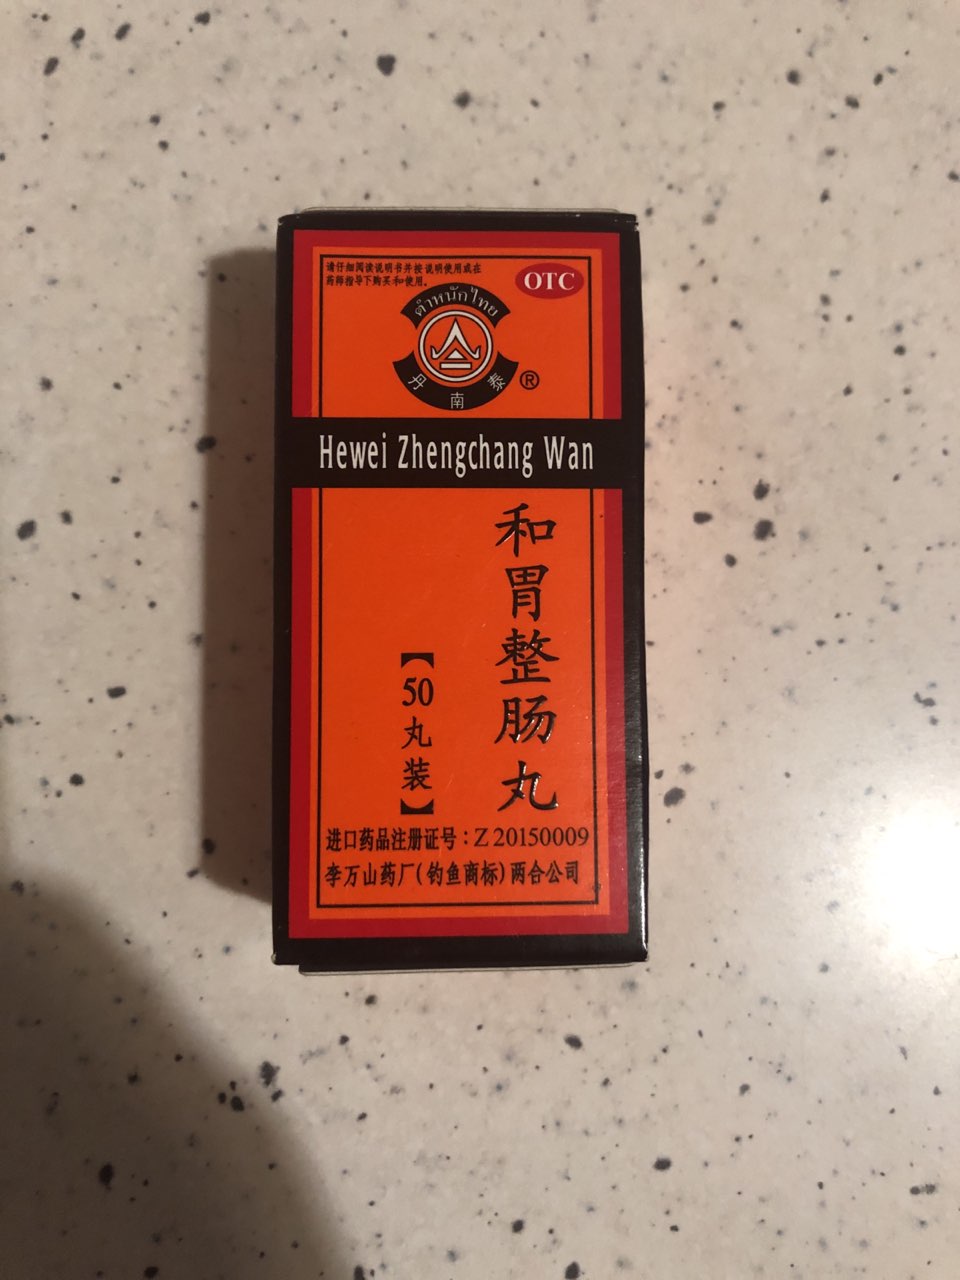 请仔细阅读说明书并按说明使用或在
药师指导下购买和使用。
OTC
ตำหนักไทย
丹南泰
®
Hewei Zhengchang Wan
和胃整肠丸
【50丸装】
进口药品注册证号：Z20150009
李万山药厂(钓鱼商标)两合公司